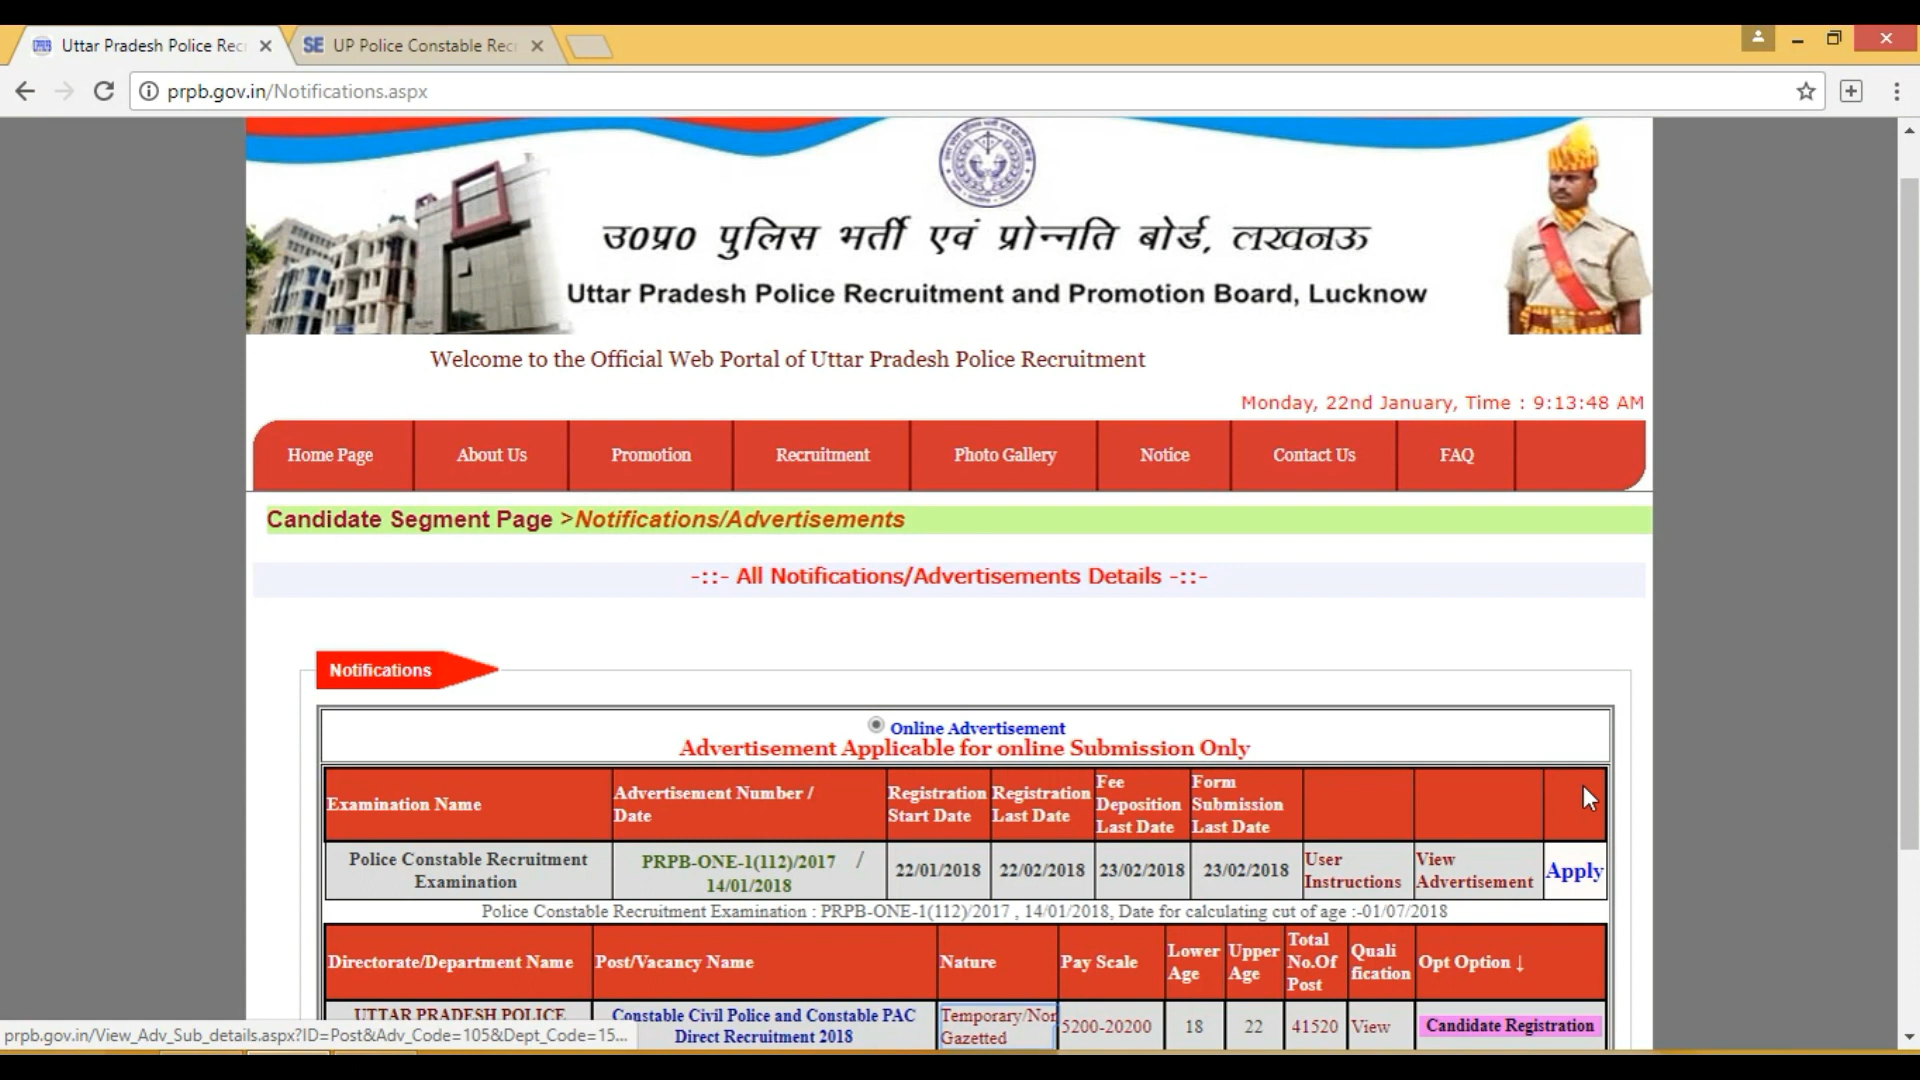 Uttar Pradesh Police Rec
UP Police Constable Rec
prpb.gov.in/Notifications.aspx
उ0प्र0 पुलिस भर्ती एवं प्रोन्नति बोर्ड, लखनऊ
Uttar Pradesh Police Recruitment and Promotion Board, Lucknow
Welcome to the Official Web Portal of Uttar Pradesh Police Recruitment
Monday, 22nd January, Time : 9:13:48 AM
Home Page About Us Promotion Recruitment Photo Gallery Notice Contact Us FAQ
Candidate Segment Page >Notifications/Advertisements
-::- All Notifications/Advertisements Details -::-
Notifications
Online Advertisement
Advertisement Applicable for online Submission Only
Examination Name
Advertisement Number /
Date
Registration
Start Date
Registration
Last Date
Fee
Deposition
Last Date
Form
Submission
Last Date
Police Constable Recruitment
Examination
PRPB-ONE-1(112)/2017 /
14/01/2018
22/01/2018
22/02/2018
23/02/2018
23/02/2018
User
Instructions
View
Advertisement
Apply
Police Constable Recruitment Examination : PRPB-ONE-1(112)/2017 , 14/01/2018, Date for calculating cut of age :-01/07/2018
Directorate/Department Name
Post/Vacancy Name
Nature
Pay Scale
Lower
Age
Upper
Age
Total
No.Of
Post
Quali
fication
Opt Option ↓
UTTAR PRADESH POLICE
Constable Civil Police and Constable PAC
Direct Recruitment 2018
Temporary/Non
Gazetted
5200-20200
18
22
41520
View
Candidate Registration
prpb.gov.in/View_Adv_Sub_details.aspx?ID=Post&Adv_Code=105&Dept_Code=15...